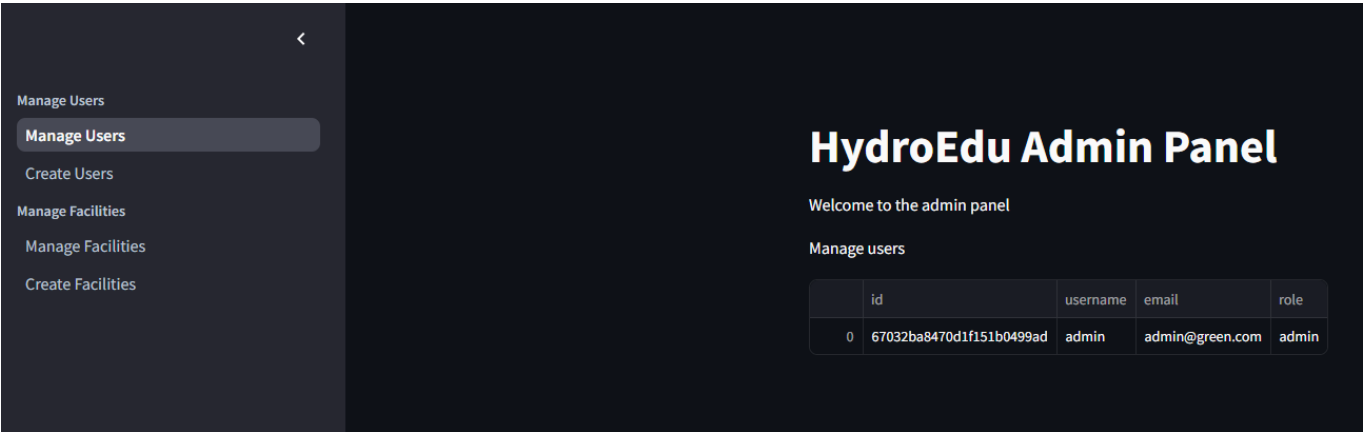 Manage Users
Manage Users
Create Users
Manage Facilities
Manage Facilities
Create Facilities
HydroEdu Admin Panel
Welcome to the admin panel
Manage users
id username email role
0 67032ba8470d1f151b0499ad admin admin@green.com admin